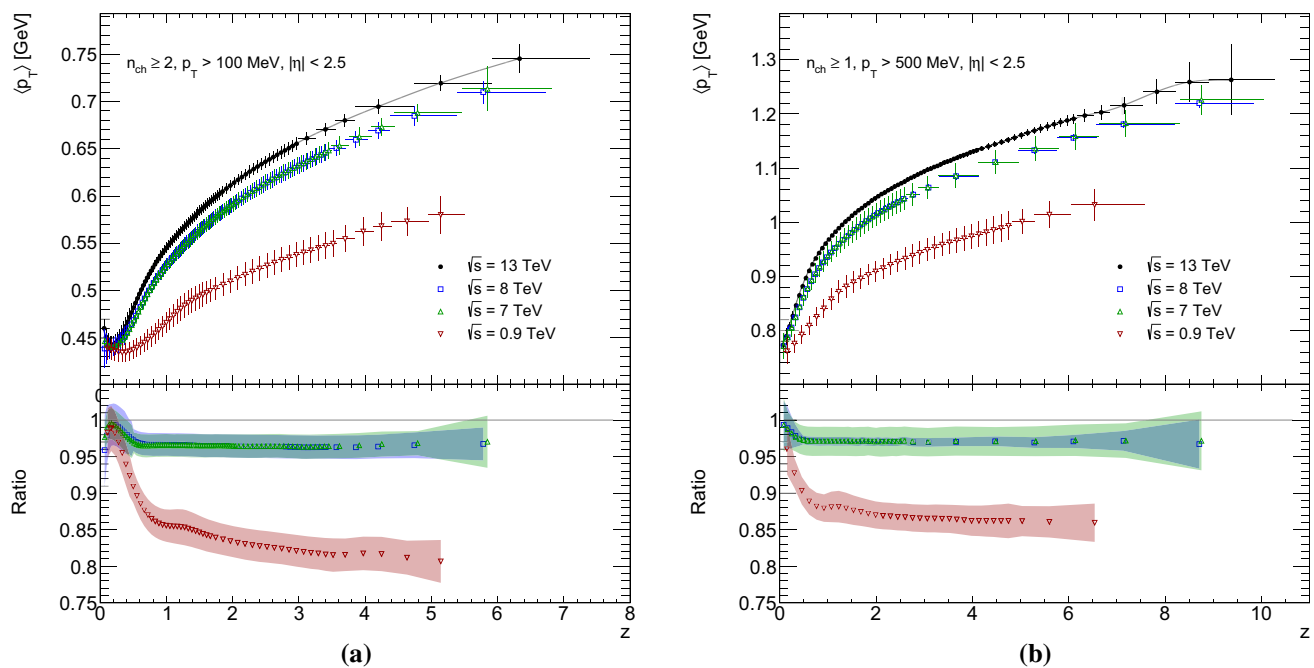 ⟨p_T⟩ [GeV]
n_ch ≥ 2, p_T > 100 MeV, |η| < 2.5
0.75
0.7
0.65
0.6
0.55
0.5
0.45
√s = 13 TeV
√s = 8 TeV
√s = 7 TeV
√s = 0.9 TeV
Ratio
1
0.95
0.9
0.85
0.8
0.75
0 1 2 3 4 5 6 7 8
z
(a)
⟨p_T⟩ [GeV]
n_ch ≥ 1, p_T > 500 MeV, |η| < 2.5
1.3
1.2
1.1
1
0.9
0.8
√s = 13 TeV
√s = 8 TeV
√s = 7 TeV
√s = 0.9 TeV
Ratio
1
0.95
0.9
0.85
0.8
0.75
0 2 4 6 8 10
z
(b)